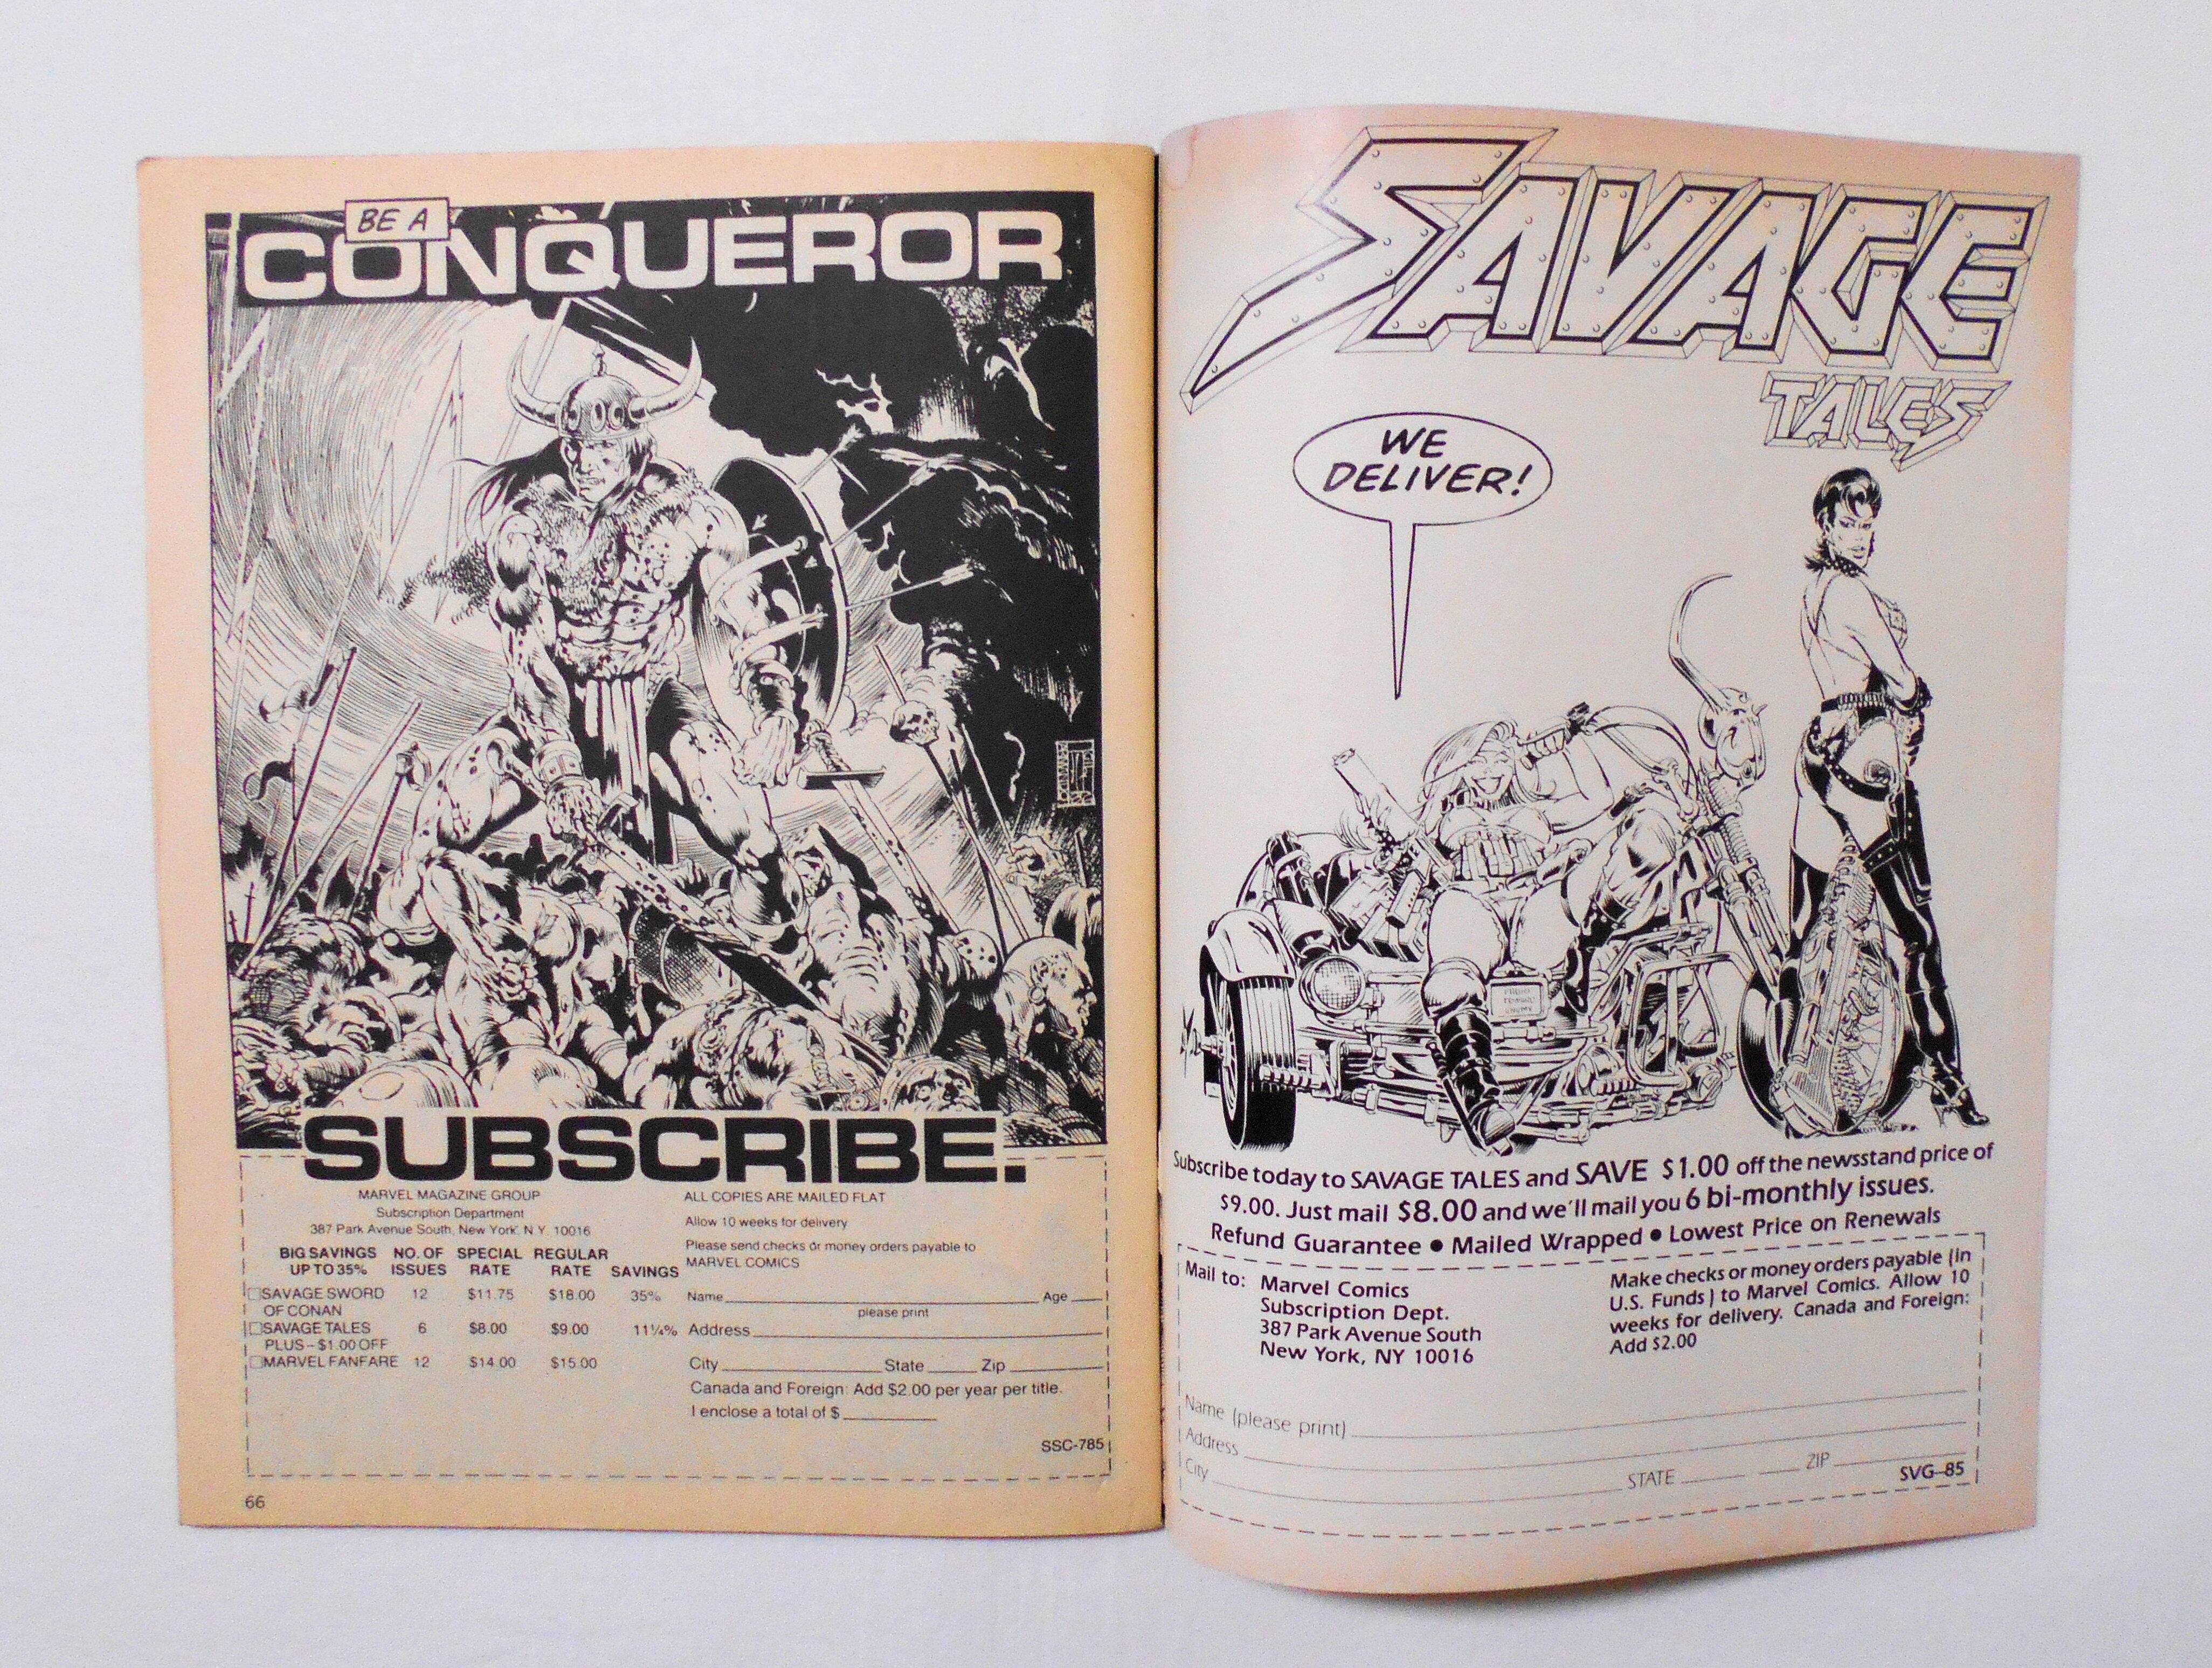 BE A
CONQUEROR
SUBSCRIBE.
MARVEL MAGAZINE GROUP
Subscription Department
387 Park Avenue South, New York, N.Y. 10016
BIG SAVINGS UP TO 35% NO. OF ISSUES SPECIAL RATE REGULAR RATE SAVINGS
SAVAGE SWORD OF CONAN 12 $11.75 $18.00 35%
SAVAGE TALES 6 $8.00 $9.00 11¼%
PLUS–$1.00 OFF
MARVEL FANFARE 12 $14.00 $15.00
ALL COPIES ARE MAILED FLAT
Allow 10 weeks for delivery
Please send checks or money orders payable to
MARVEL COMICS
Name Age
please print
Address
City State Zip
Canada and Foreign: Add $2.00 per year per title.
I enclose a total of $
SSC-785
66
SAVAGE
TALES
WE
DELIVER!
Subscribe today to SAVAGE TALES and SAVE $1.00 off the newsstand price of
$9.00. Just mail $8.00 and we'll mail you 6 bi-monthly issues.
Refund Guarantee ● Mailed Wrapped ● Lowest Price on Renewals
Mail to: Marvel Comics
Subscription Dept.
387 Park Avenue South
New York, NY 10016
Make checks or money orders payable (in
U.S. Funds) to Marvel Comics. Allow 10
weeks for delivery. Canada and Foreign:
Add $2.00
Name (please print)
Address
City STATE ZIP
SVG–85